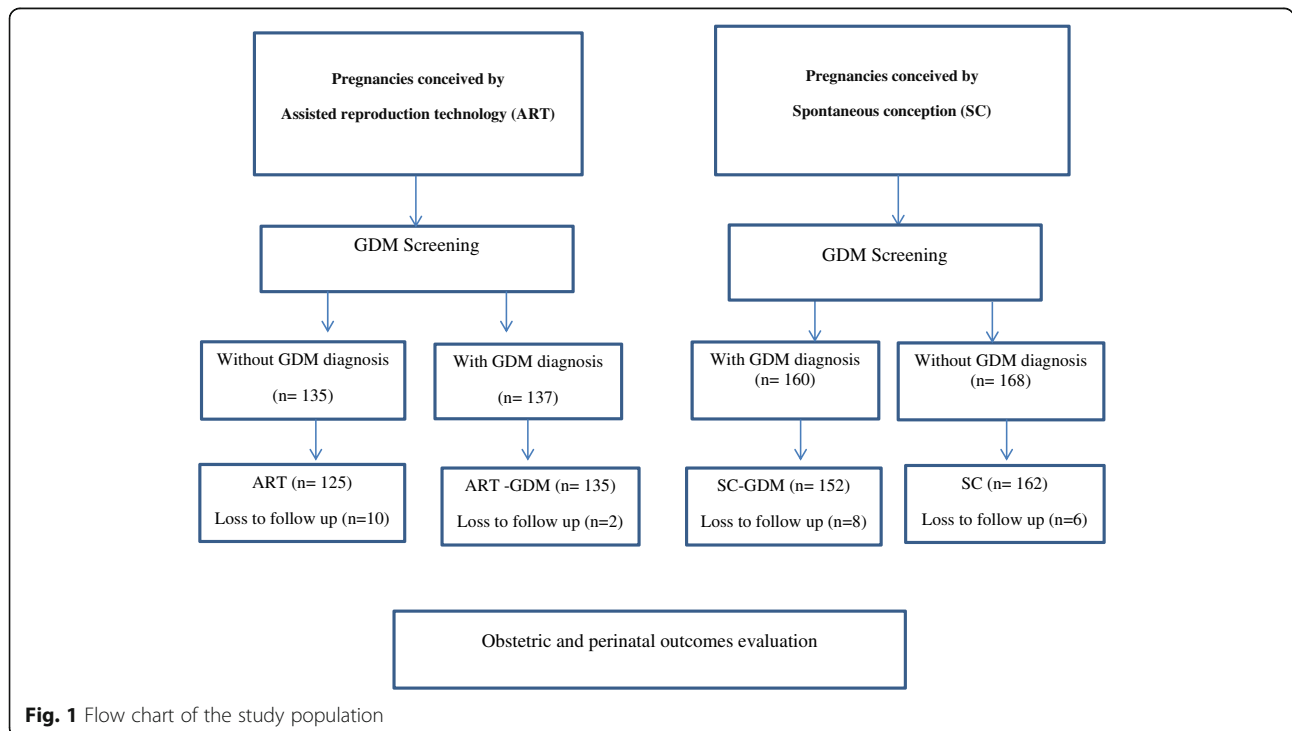 Pregnancies conceived by
Assisted reproduction technology (ART)
Pregnancies conceived by
Spontaneous conception (SC)
GDM Screening
GDM Screening
Without GDM diagnosis
(n= 135)
With GDM diagnosis
(n= 137)
With GDM diagnosis
(n= 160)
Without GDM diagnosis
(n= 168)
ART (n= 125)
Loss to follow up (n=10)
ART -GDM (n= 135)
Loss to follow up (n=2)
SC-GDM (n= 152)
Loss to follow up (n=8)
SC (n= 162)
Loss to follow up (n=6)
Obstetric and perinatal outcomes evaluation
Fig. 1 Flow chart of the study population